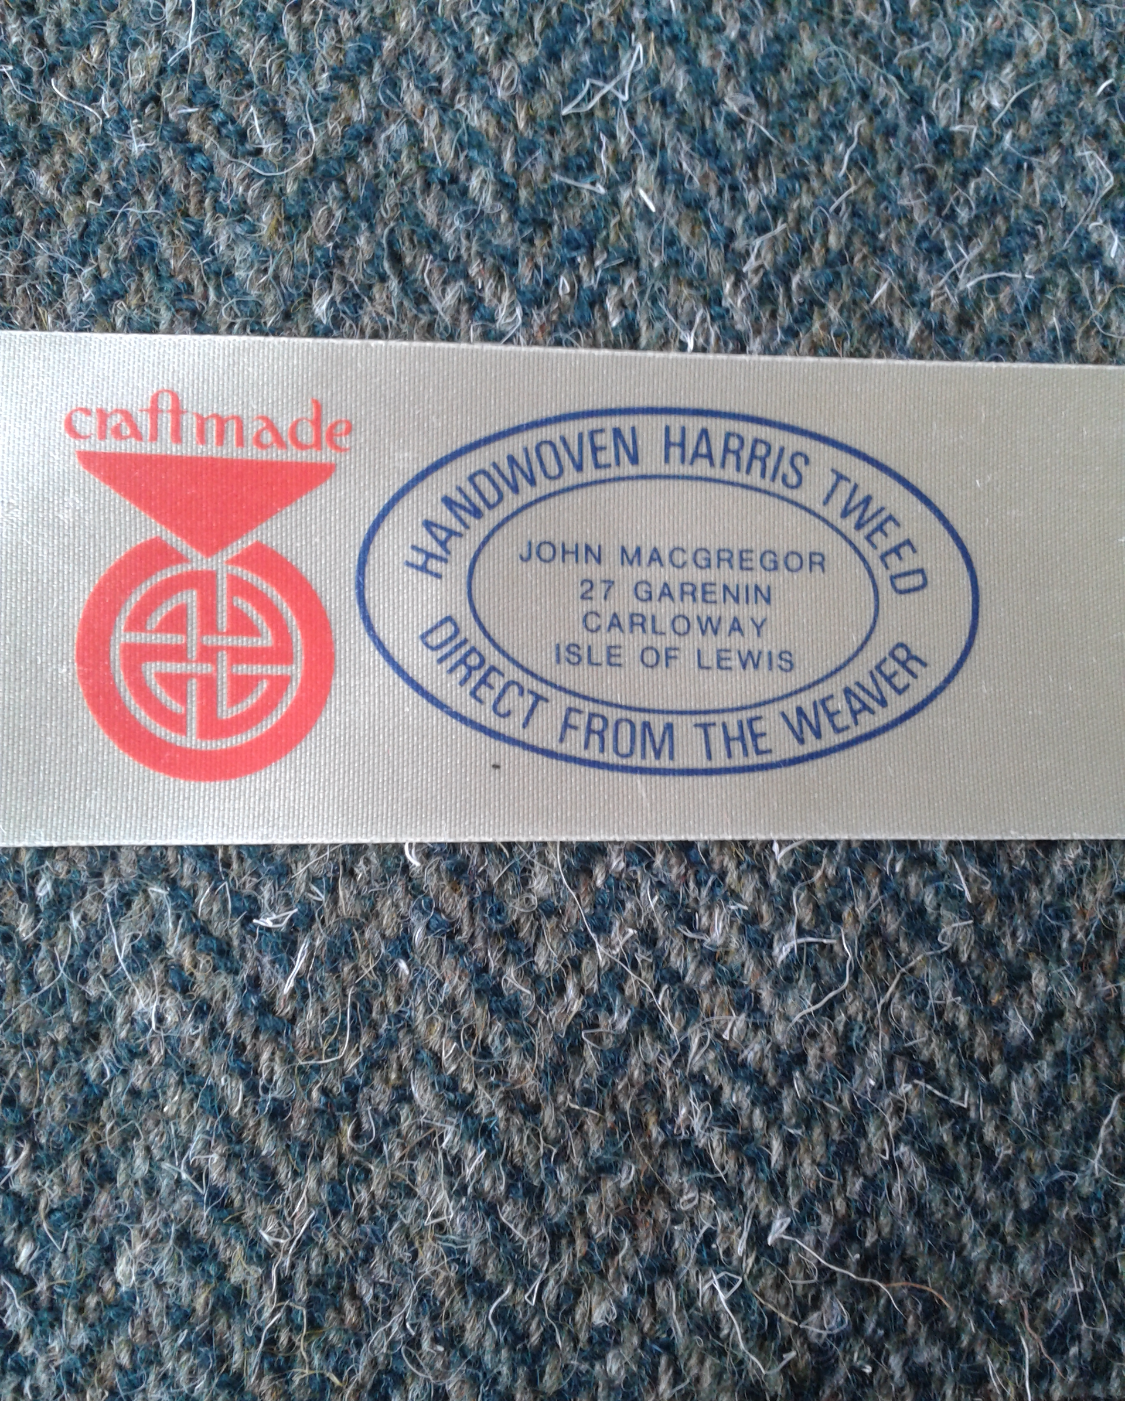 craftmade
HANDWOVEN HARRIS TWEED
JOHN MACGREGOR
27 GARENIN
CARLOWAY
ISLE OF LEWIS
DIRECT FROM THE WEAVER